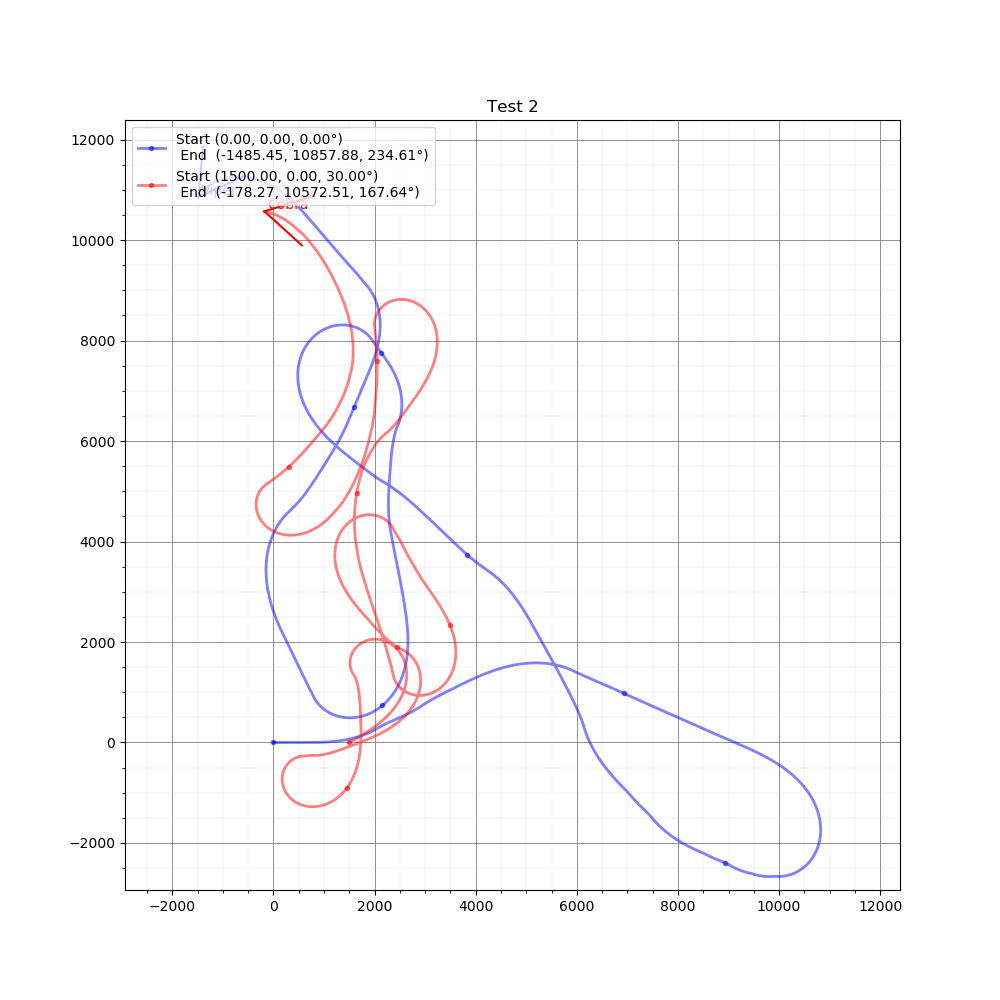 Test 2
Start (0.00, 0.00, 0.00°)
End (-1485.45, 10857.88, 234.61°)
Start (1500.00, 0.00, 30.00°)
End (-178.27, 10572.51, 167.64°)
Cobra
12000
10000
8000
6000
4000
2000
0
−2000
−2000 0 2000 4000 6000 8000 10000 12000